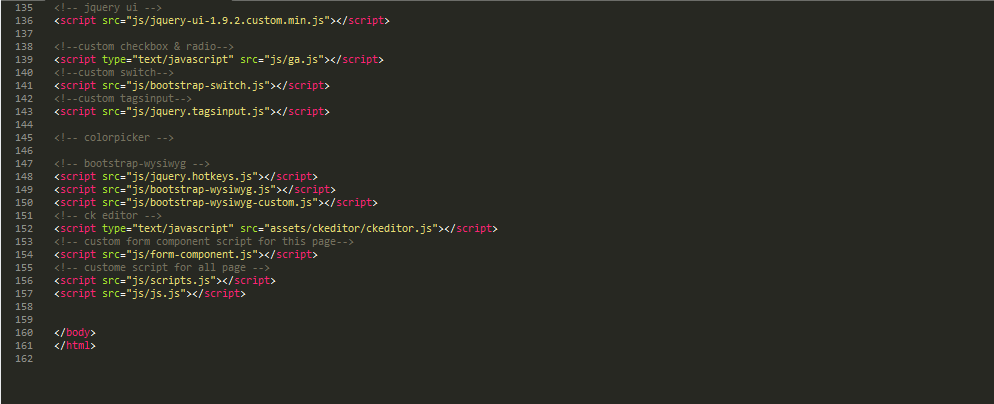 135 <!-- jquery ui -->
136 <script src="js/jquery-ui-1.9.2.custom.min.js"></script>
137
138 <!--custom checkbox & radio-->
139 <script type="text/javascript" src="js/ga.js"></script>
140 <!--custom switch-->
141 <script src="js/bootstrap-switch.js"></script>
142 <!--custom tagsinput-->
143 <script src="js/jquery.tagsinput.js"></script>
144
145 <!-- colorpicker -->
146
147 <!-- bootstrap-wysiwyg -->
148 <script src="js/jquery.hotkeys.js"></script>
149 <script src="js/bootstrap-wysiwyg.js"></script>
150 <script src="js/bootstrap-wysiwyg-custom.js"></script>
151 <!-- ck editor -->
152 <script type="text/javascript" src="assets/ckeditor/ckeditor.js"></script>
153 <!-- custom form component script for this page-->
154 <script src="js/form-component.js"></script>
155 <!-- custome script for all page -->
156 <script src="js/scripts.js"></script>
157 <script src="js/js.js"></script>
158
159
160 </body>
161 </html>
162